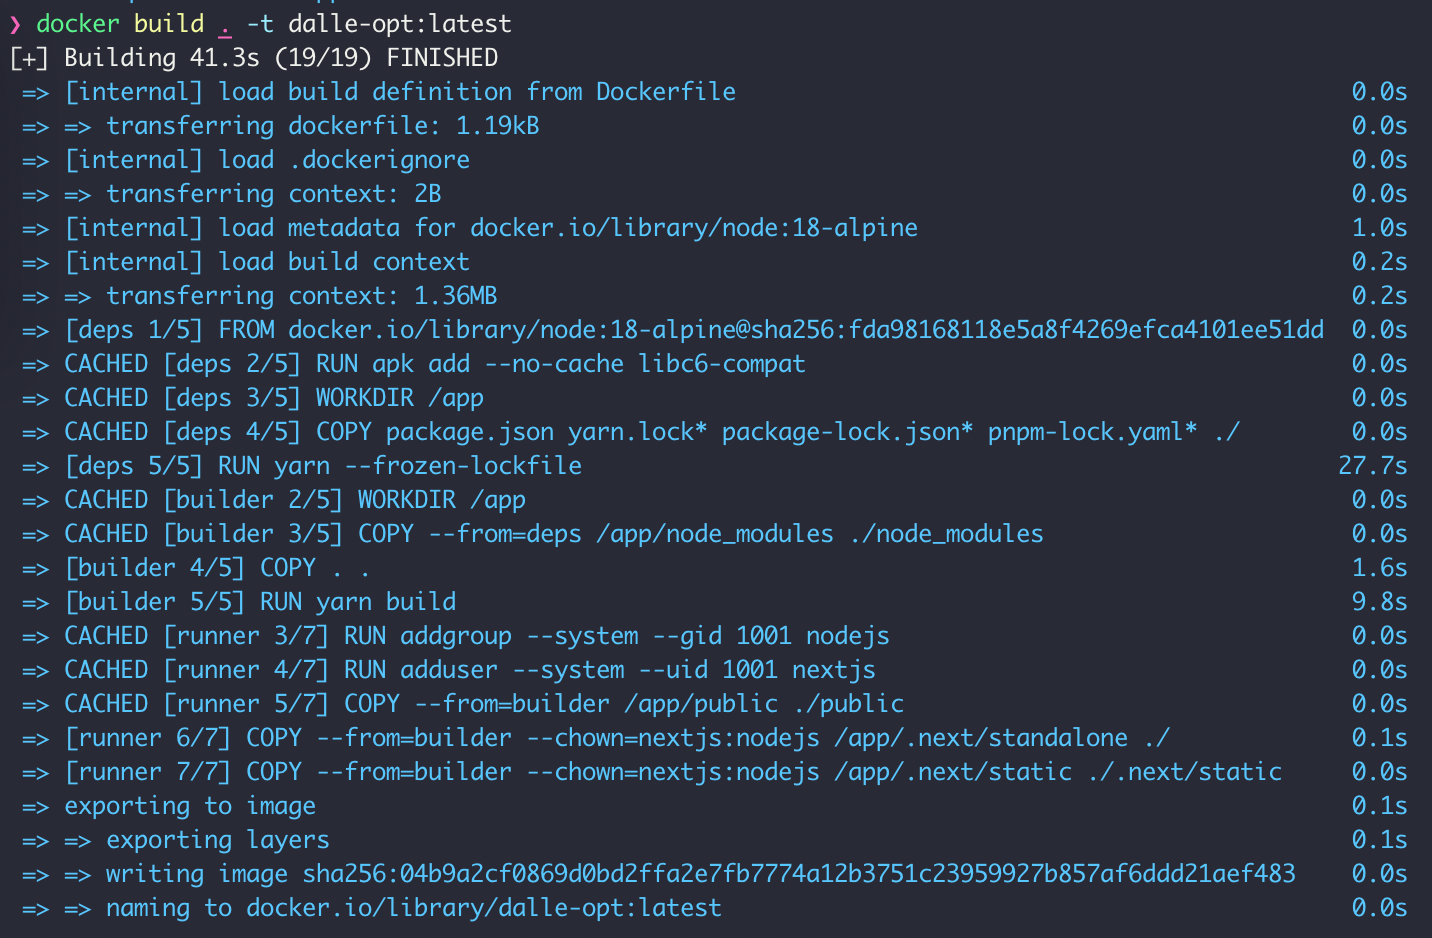 ❯ docker build . -t dalle-opt:latest
[+] Building 41.3s (19/19) FINISHED
=> [internal] load build definition from Dockerfile 0.0s
=> => transferring dockerfile: 1.19kB 0.0s
=> [internal] load .dockerignore 0.0s
=> => transferring context: 2B 0.0s
=> [internal] load metadata for docker.io/library/node:18-alpine 1.0s
=> [internal] load build context 0.2s
=> => transferring context: 1.36MB 0.2s
=> [deps 1/5] FROM docker.io/library/node:18-alpine@sha256:fda98168118e5a8f4269efca4101ee51dd 0.0s
=> CACHED [deps 2/5] RUN apk add --no-cache libc6-compat 0.0s
=> CACHED [deps 3/5] WORKDIR /app 0.0s
=> CACHED [deps 4/5] COPY package.json yarn.lock* package-lock.json* pnpm-lock.yaml* ./ 0.0s
=> [deps 5/5] RUN yarn --frozen-lockfile 27.7s
=> CACHED [builder 2/5] WORKDIR /app 0.0s
=> CACHED [builder 3/5] COPY --from=deps /app/node_modules ./node_modules 0.0s
=> [builder 4/5] COPY . . 1.6s
=> [builder 5/5] RUN yarn build 9.8s
=> CACHED [runner 3/7] RUN addgroup --system --gid 1001 nodejs 0.0s
=> CACHED [runner 4/7] RUN adduser --system --uid 1001 nextjs 0.0s
=> CACHED [runner 5/7] COPY --from=builder /app/public ./public 0.0s
=> [runner 6/7] COPY --from=builder --chown=nextjs:nodejs /app/.next/standalone ./ 0.1s
=> [runner 7/7] COPY --from=builder --chown=nextjs:nodejs /app/.next/static ./.next/static 0.0s
=> exporting to image 0.1s
=> => exporting layers 0.1s
=> => writing image sha256:04b9a2cf0869d0bd2ffa2e7fb7774a12b3751c23959927b857af6ddd21aef483 0.0s
=> => naming to docker.io/library/dalle-opt:latest 0.0s